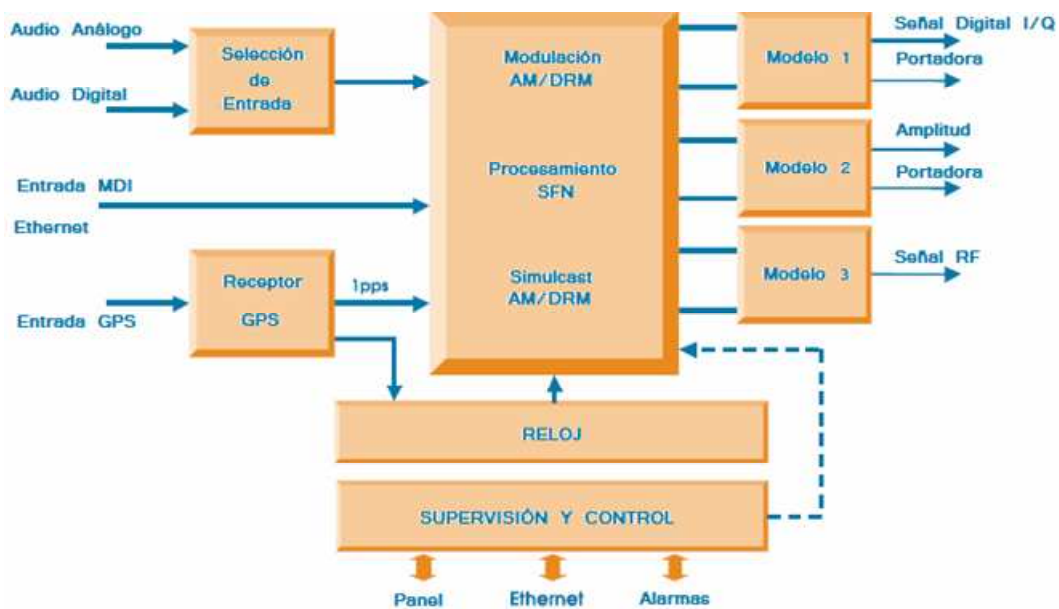 Audio Análogo
Audio Digital
Selección
de
Entrada
Entrada MDI
Ethernet
Entrada GPS
Receptor
GPS
1pps
Modulación
AM/DRM
Procesamiento
SFN
Simulcast
AM/DRM
Modelo 1
Señal Digital I/Q
Portadora
Modelo 2
Amplitud
Portadora
Modelo 3
Señal RF
RELOJ
SUPERVISIÓN Y CONTROL
Panel
Ethernet
Alarmas